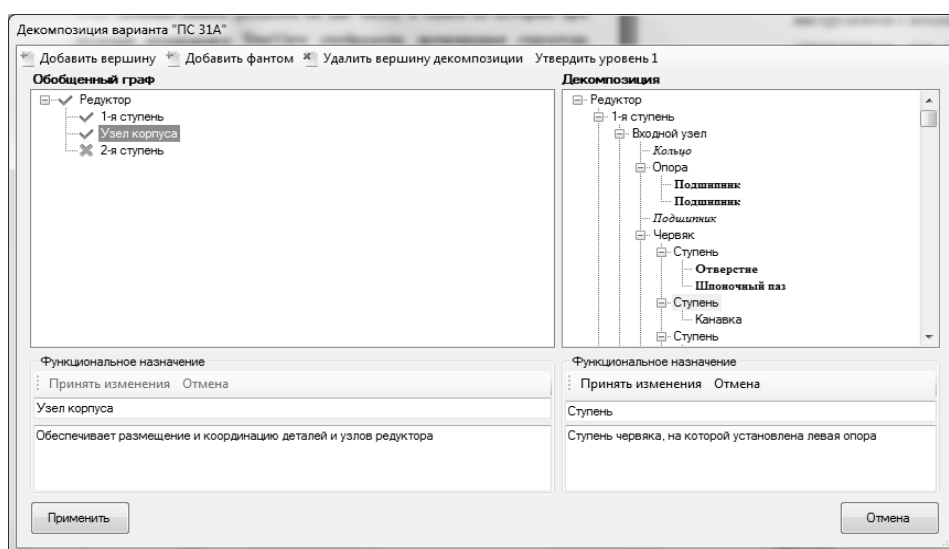 Декомпозиция варианта "ПС 31А"
Добавить вершину Добавить фантом Удалить вершину декомпозиции Утвердить уровень 1
Обобщенный граф
Редуктор
1-я ступень
Узел корпуса
2-я ступень
Декомпозиция
Редуктор
1-я ступень
Входной узел
Кольцо
Опора
Подшипник
Подшипник
Подшипник
Червяк
Ступень
Отверстие
Шпоночный паз
Ступень
Канавка
Ступень
Функциональное назначение
Принять изменения Отмена
Узел корпуса
Обеспечивает размещение и координацию деталей и узлов редуктора
Функциональное назначение
Принять изменения Отмена
Ступень
Ступень червяка, на которой установлена левая опора
Применить
Отмена